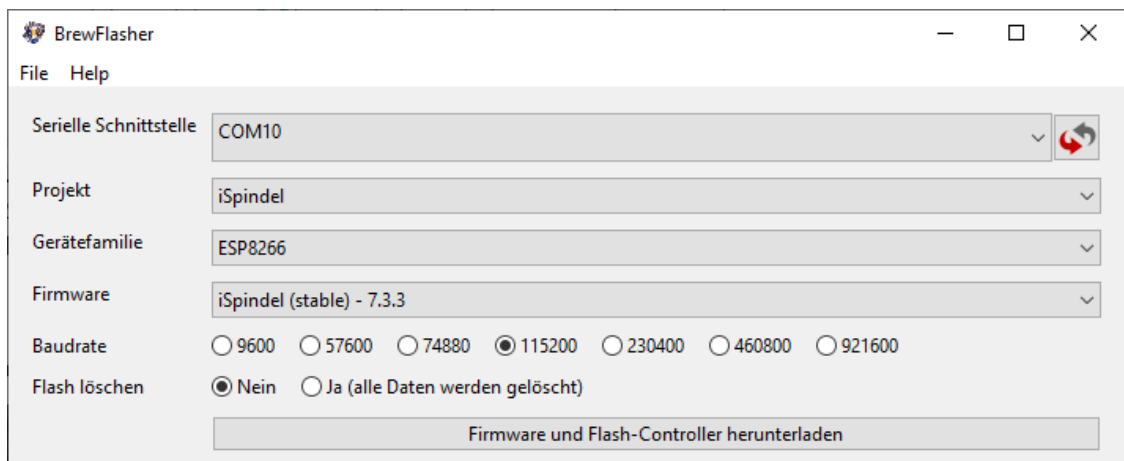 BrewFlasher
File Help
Serielle Schnittstelle COM10
Projekt iSpindel
Gerätefamilie ESP8266
Firmware iSpindel (stable) - 7.3.3
Baudrate 9600 57600 74880 115200 230400 460800 921600
Flash löschen Nein Ja (alle Daten werden gelöscht)
Firmware und Flash-Controller herunterladen